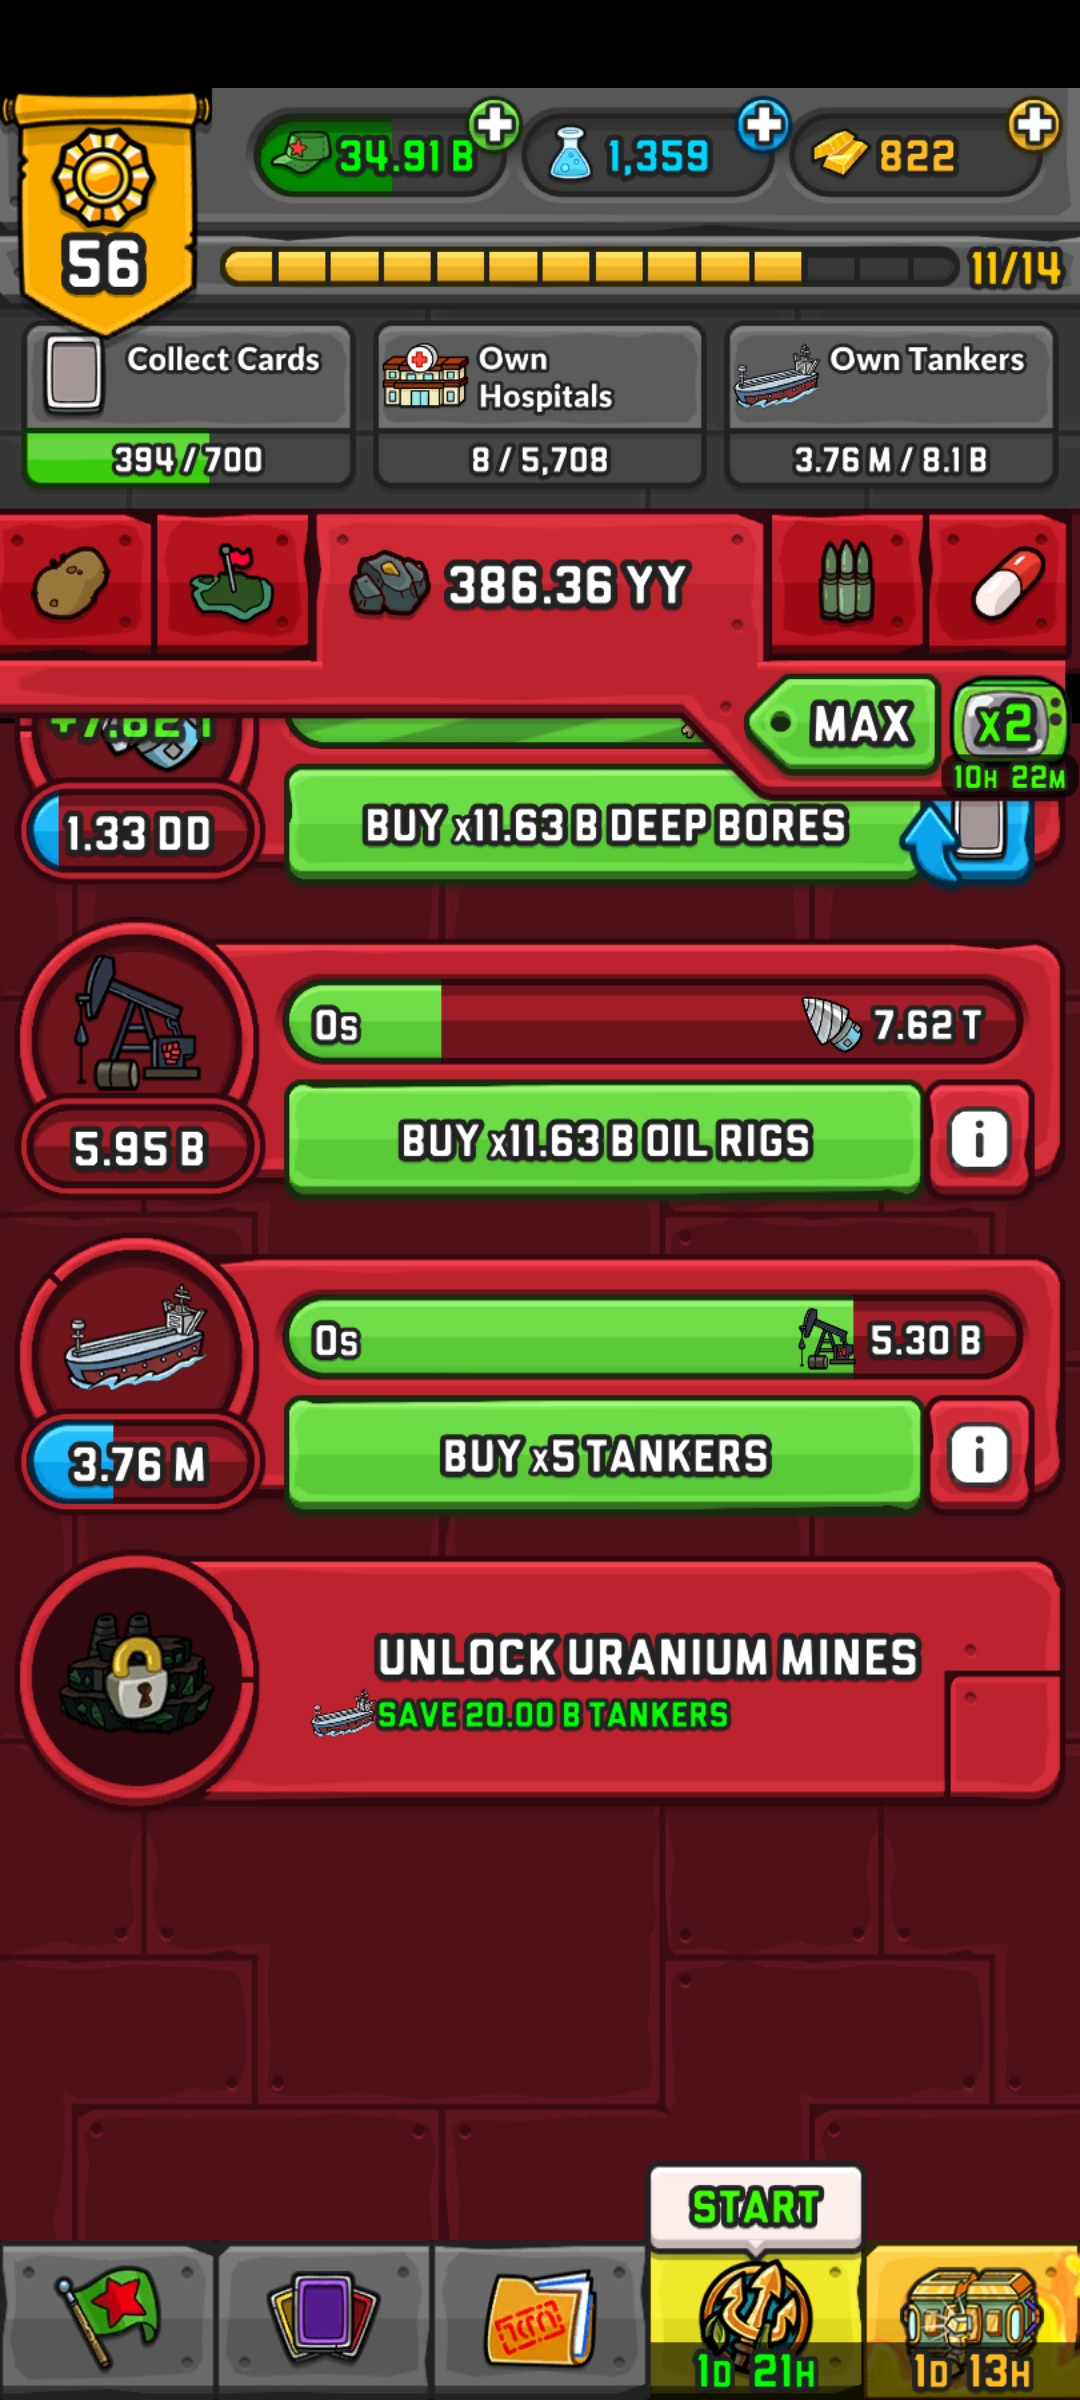 34.91 B
1,359
822
56
11/14
Collect Cards
394/700
Own
Hospitals
8/5,708
Own Tankers
3.76 M/8.1 B
386.36 YY
MAX
x2
10H 22M
+7.62 T
1.33 DD
BUY x11.63 B DEEP BORES
0s
7.62 T
5.95 B
BUY x11.63 B OIL RIGS
i
0s
5.30 B
3.76 M
BUY x5 TANKERS
i
UNLOCK URANIUM MINES
SAVE 20.00 B TANKERS
START
1D 21H
1D 13H